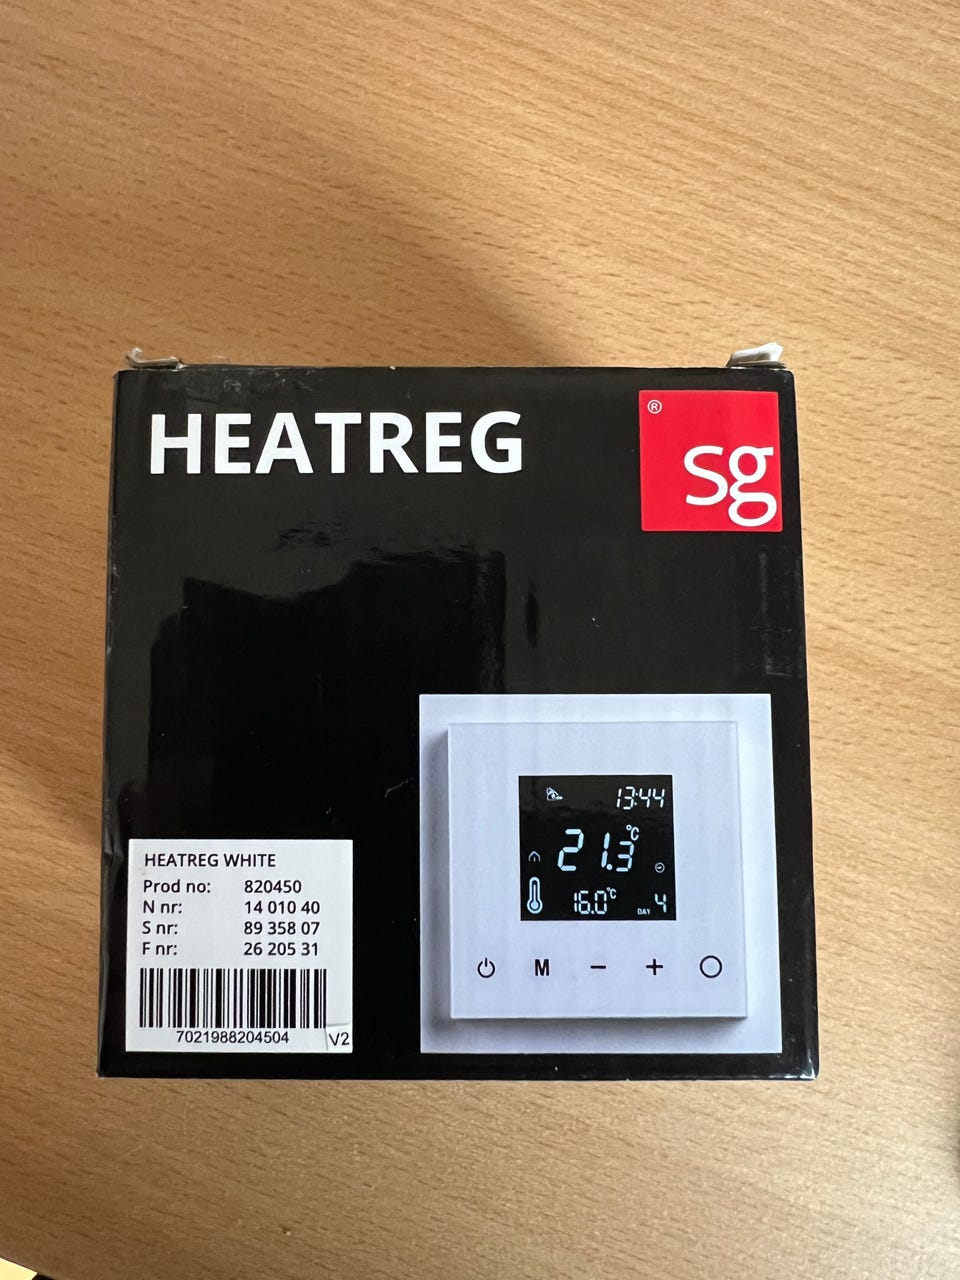 HEATREG
®
sg
13:44
21.3°C
16.0°C
DAY 4
M − +
HEATREG WHITE
Prod no: 820450
N nr: 14 010 40
S nr: 89 358 07
F nr: 26 205 31
7021988204504
V2